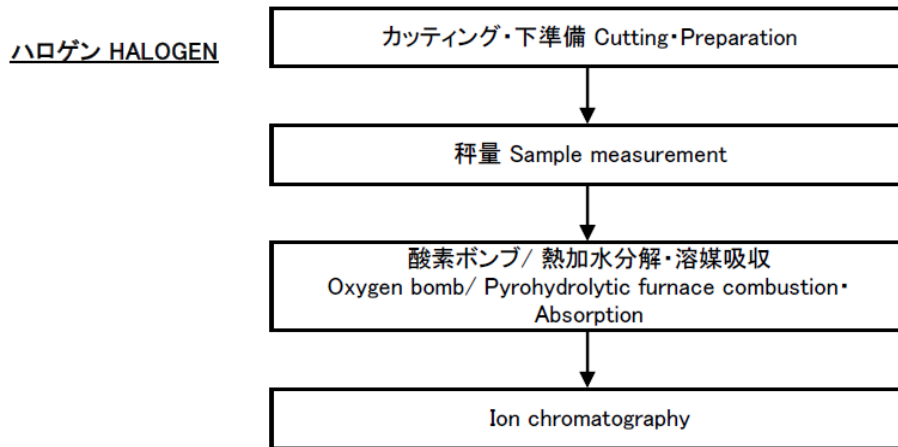 ハロゲン HALOGEN
カッティング・下準備 Cutting・Preparation
秤量 Sample measurement
酸素ボンブ/ 熱加水分解・溶媒吸収
Oxygen bomb/ Pyrohydrolytic furnace combustion・
Absorption
Ion chromatography